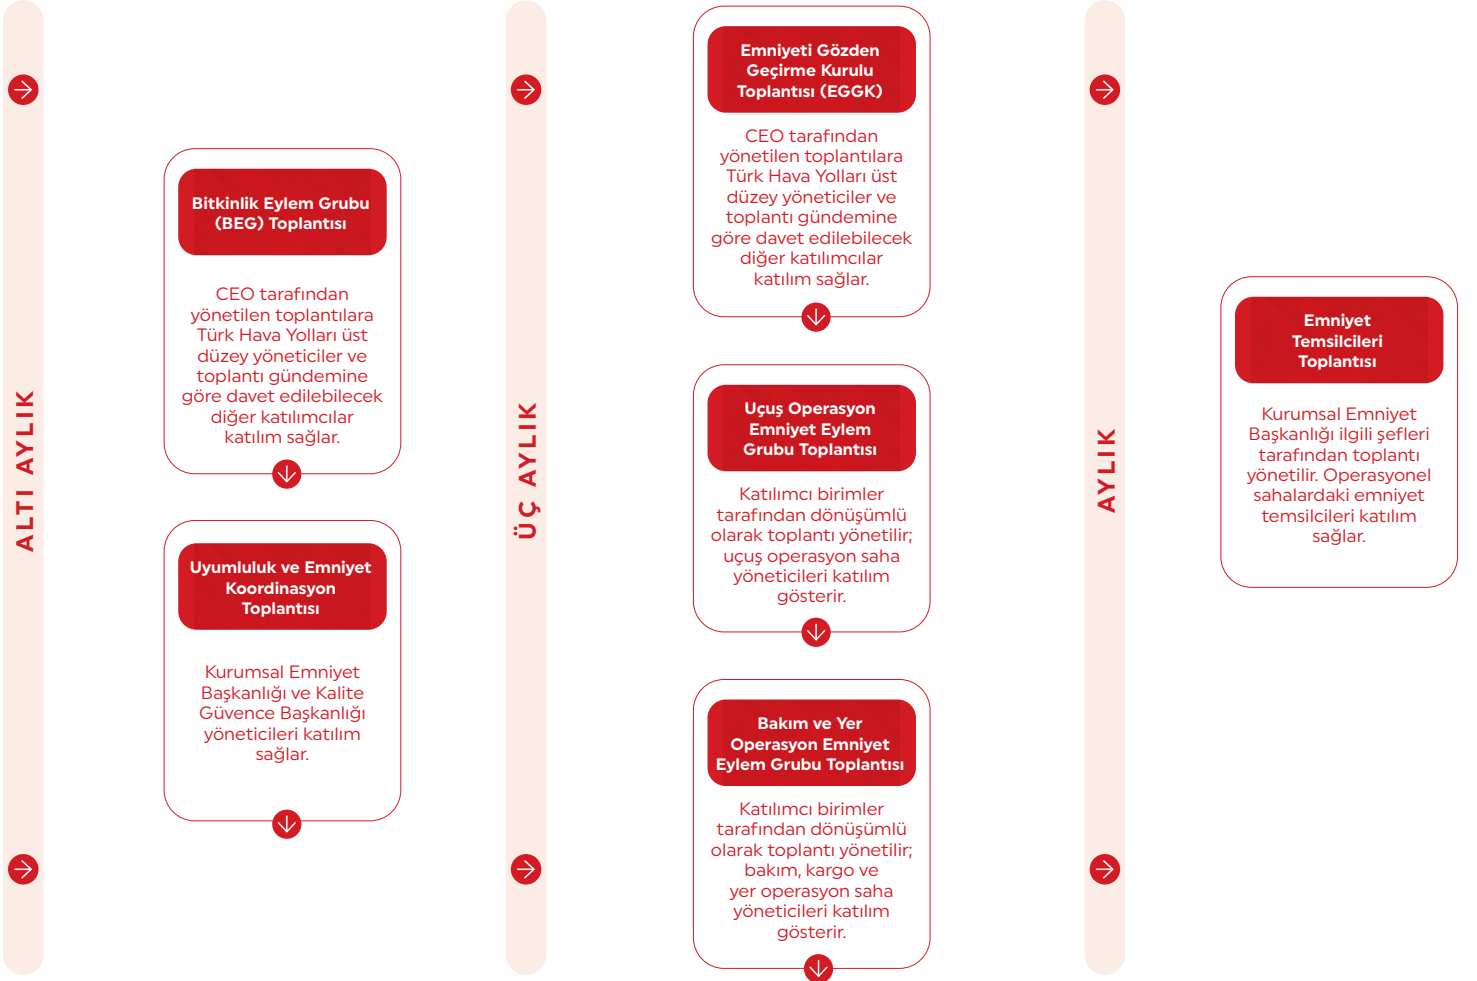 ALTI AYLIK
Bitkinlik Eylem Grubu
(BEG) Toplantısı
CEO tarafından
yönetilen toplantılara
Türk Hava Yolları üst
düzey yöneticiler ve
toplantı gündemine
göre davet edilebilecek
diğer katılımcılar
katılım sağlar.
Uyumluluk ve Emniyet
Koordinasyon
Toplantısı
Kurumsal Emniyet
Başkanlığı ve Kalite
Güvence Başkanlığı
yöneticileri katılım
sağlar.
ÜÇ AYLIK
Emniyeti Gözden
Geçirme Kurulu
Toplantısı (EGGK)
CEO tarafından
yönetilen toplantılara
Türk Hava Yolları üst
düzey yöneticiler ve
toplantı gündemine
göre davet edilebilecek
diğer katılımcılar
katılım sağlar.
Uçuş Operasyon
Emniyet Eylem
Grubu Toplantısı
Katılımcı birimler
tarafından dönüşümlü
olarak toplantı yönetilir;
uçuş operasyon saha
yöneticileri katılım
gösterir.
Bakım ve Yer
Operasyon Emniyet
Eylem Grubu Toplantısı
Katılımcı birimler
tarafından dönüşümlü
olarak toplantı yönetilir;
bakım, kargo ve
yer operasyon saha
yöneticileri katılım
gösterir.
AYLIK
Emniyet
Temsilcileri
Toplantısı
Kurumsal Emniyet
Başkanlığı ilgili şefleri
tarafından toplantı
yönetilir. Operasyonel
sahalardaki emniyet
temsilcileri katılım
sağlar.